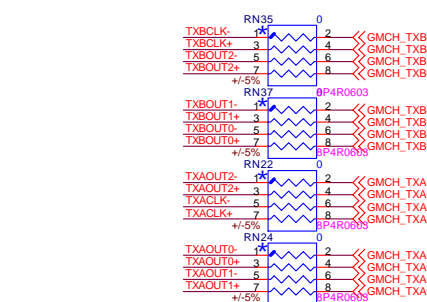 RN35 0
TXBCLK- 1 2 GMCH_TXB
TXBCLK+ 3 4 GMCH_TXB
TXBOUT2- 5 6 GMCH_TXB
TXBOUT2+ 7 8 GMCH_TXB
+/-5% 8P4R0603
RN37 0
TXBOUT1- 1 2 GMCH_TXB
TXBOUT1+ 3 4 GMCH_TXB
TXBOUT0- 5 6 GMCH_TXB
TXBOUT0+ 7 8 GMCH_TXB
+/-5% 8P4R0603
RN22 0
TXAOUT2- 1 2 GMCH_TXA
TXAOUT2+ 3 4 GMCH_TXA
TXACLK- 5 6 GMCH_TXA
TXACLK+ 7 8 GMCH_TXA
+/-5% 8P4R0603
RN24 0
TXAOUT0- 1 2 GMCH_TXA
TXAOUT0+ 3 4 GMCH_TXA
TXAOUT1- 5 6 GMCH_TXA
TXAOUT1+ 7 8 GMCH_TXA
+/-5% 8P4R0603